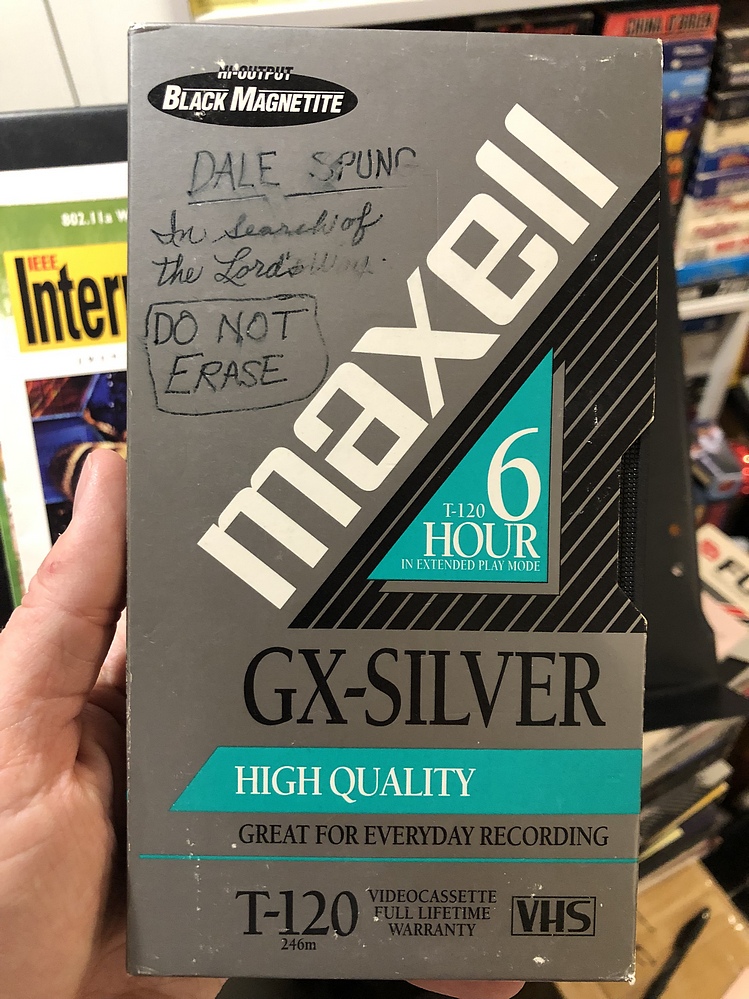 HI-OUTPUT
BLACK MAGNETITE
DALE SPUNG
In Search of
the Lord's Way.
DO NOT
ERASE
maxell
T-120 6
HOUR
IN EXTENDED PLAY MODE
GX-SILVER
HIGH QUALITY
GREAT FOR EVERYDAY RECORDING
T-120
246m
VIDEOCASSETTE
FULL LIFETIME
WARRANTY
VHS
802.11a
IEEE
Inter